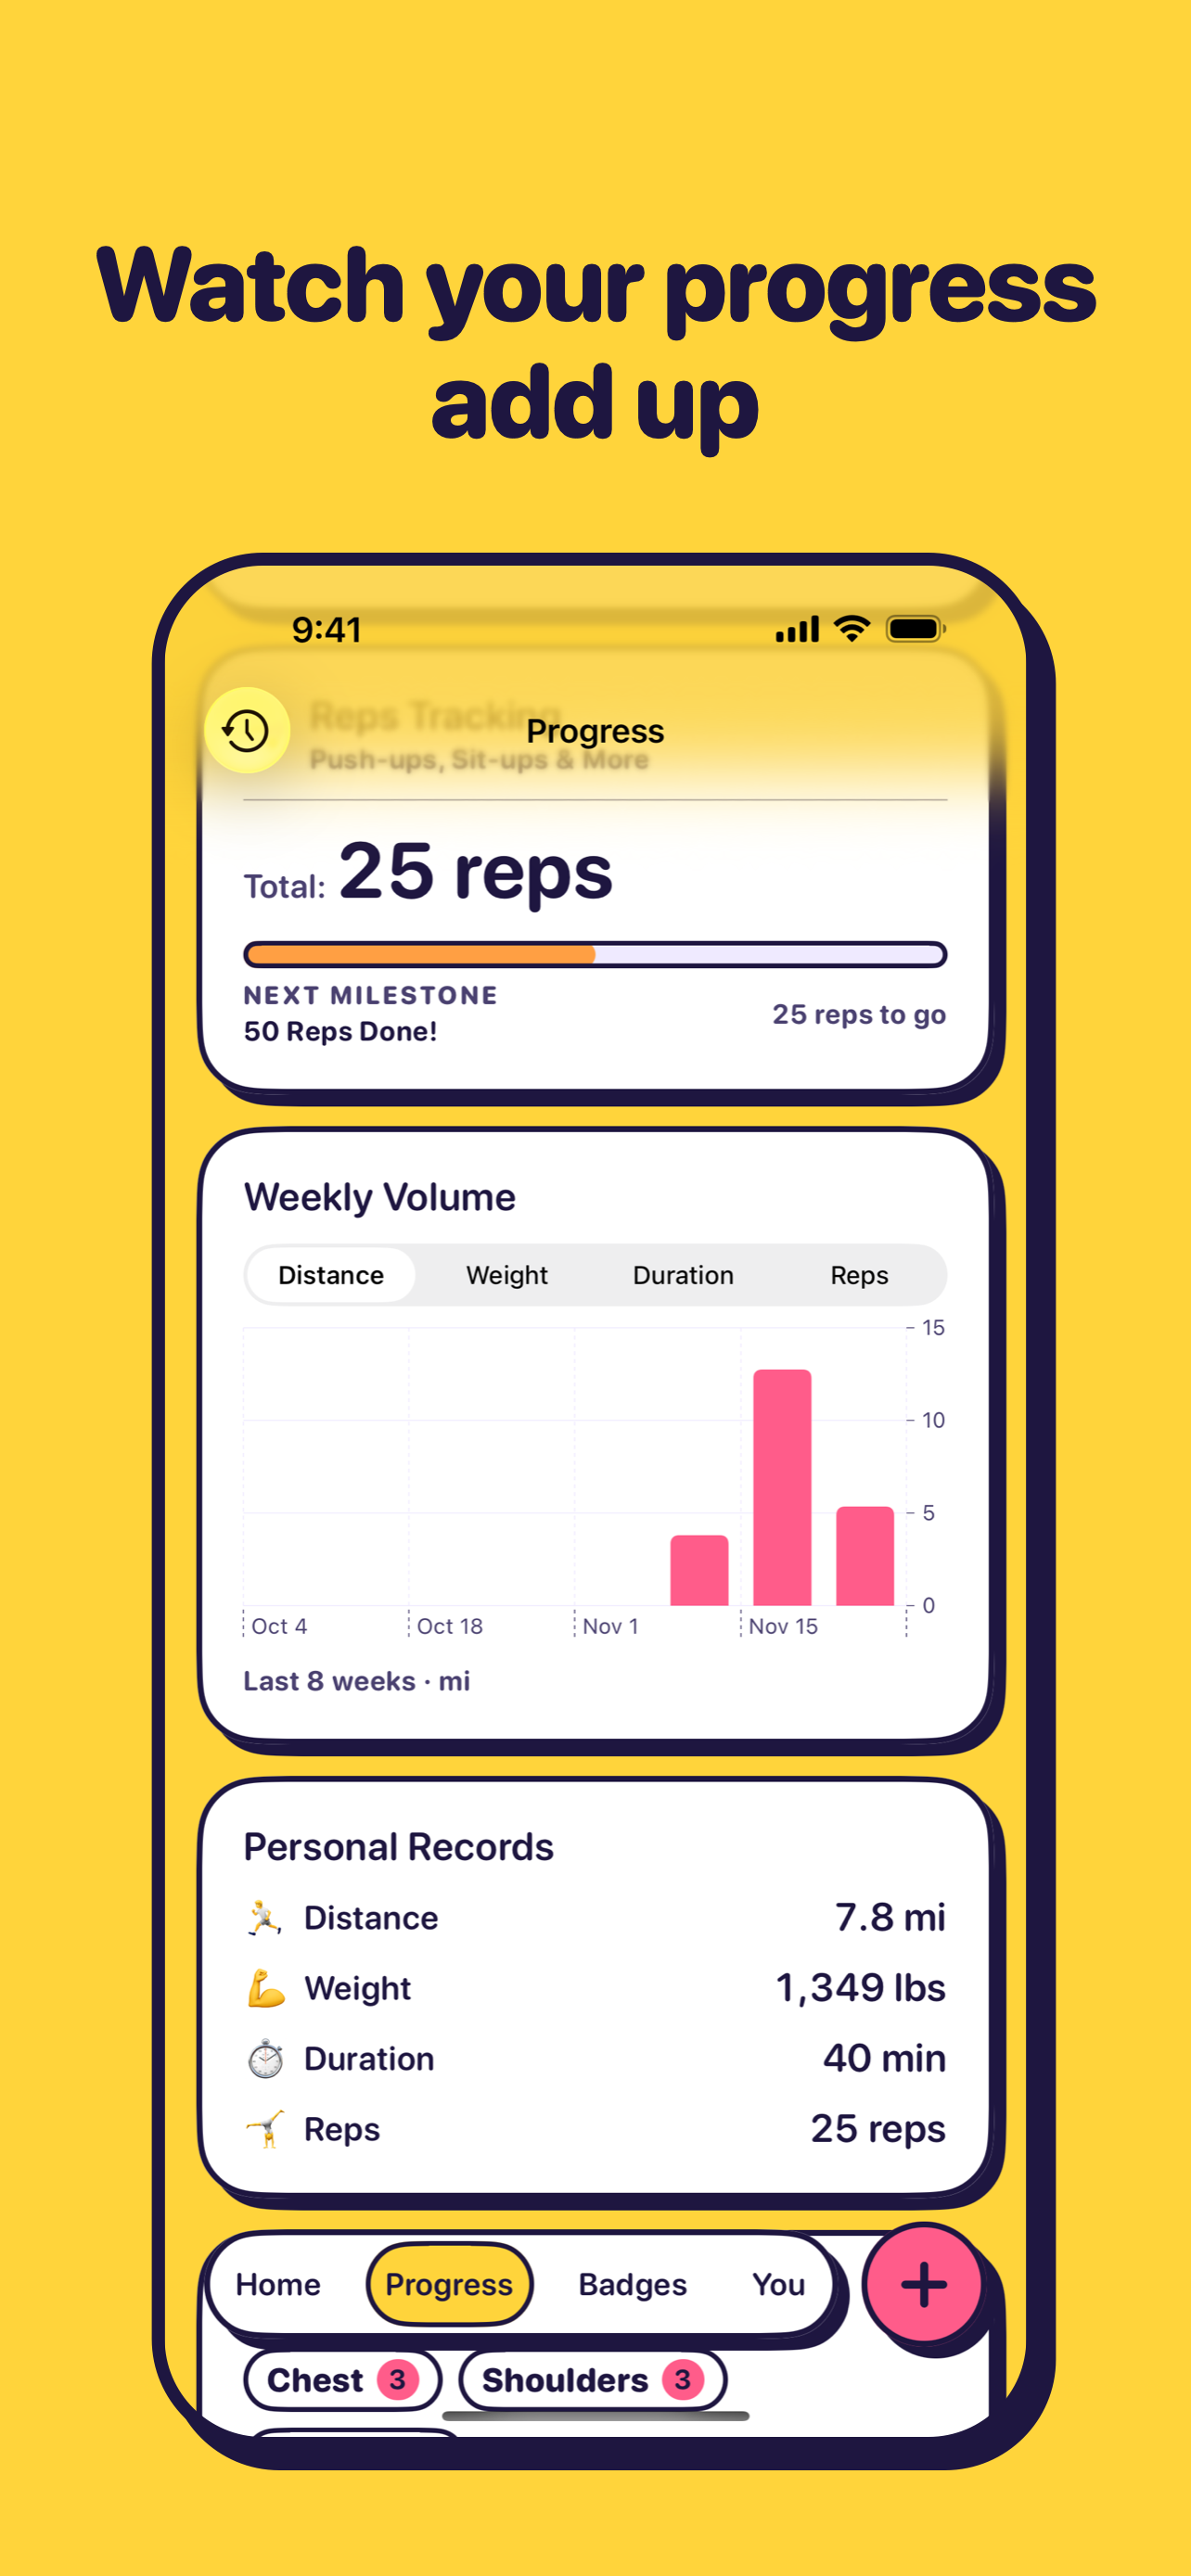 Watch your progress
add up
9:41
Reps Tracking
Progress
Push-ups, Sit-ups & More
Total: 25 reps
NEXT MILESTONE
50 Reps Done!
25 reps to go
Weekly Volume
Distance Weight Duration Reps
15
10
5
0
Oct 4 Oct 18 Nov 1 Nov 15
Last 8 weeks · mi
Personal Records
Distance 7.8 mi
Weight 1,349 lbs
Duration 40 min
Reps 25 reps
Home Progress Badges You +
Chest 3 Shoulders 3